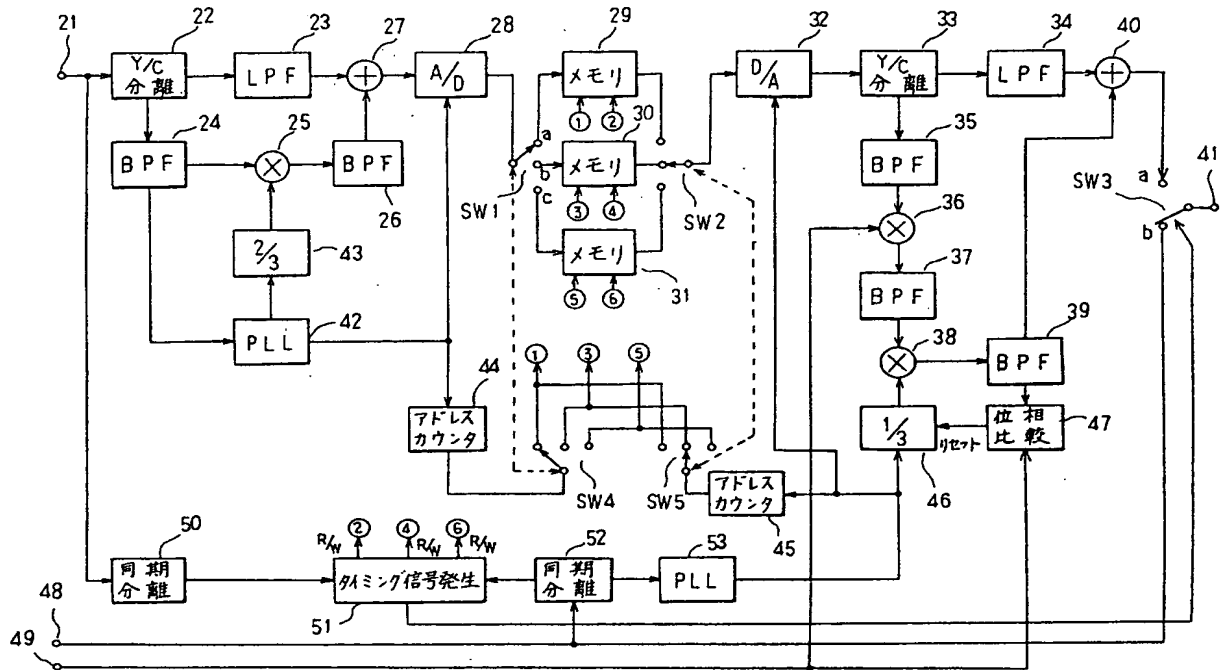 21
22
23
27
28
29
32
33
34
40
Y/C
分離
LPF
+
A/D
メモリ
D/A
Y/C
分離
LPF
+
① ②
24
25
30
35
41
BPF
×
BPF
a
b
c
メモリ
BPF
a
b
SW1
SW2
SW3
26
③ ④
36
×
2/3
43
メモリ
37
31
BPF
⑤ ⑥
39
PLL
42
38
×
BPF
① ③ ⑤
44
アドレス
カウンタ
1/3
リセット
位相
比較
47
SW4
SW5
アドレス
カウンタ
46
45
50
② ④ ⑥
R/W R/W R/W
52
53
同期
分離
タイミング信号発生
同期
分離
PLL
48
51
49